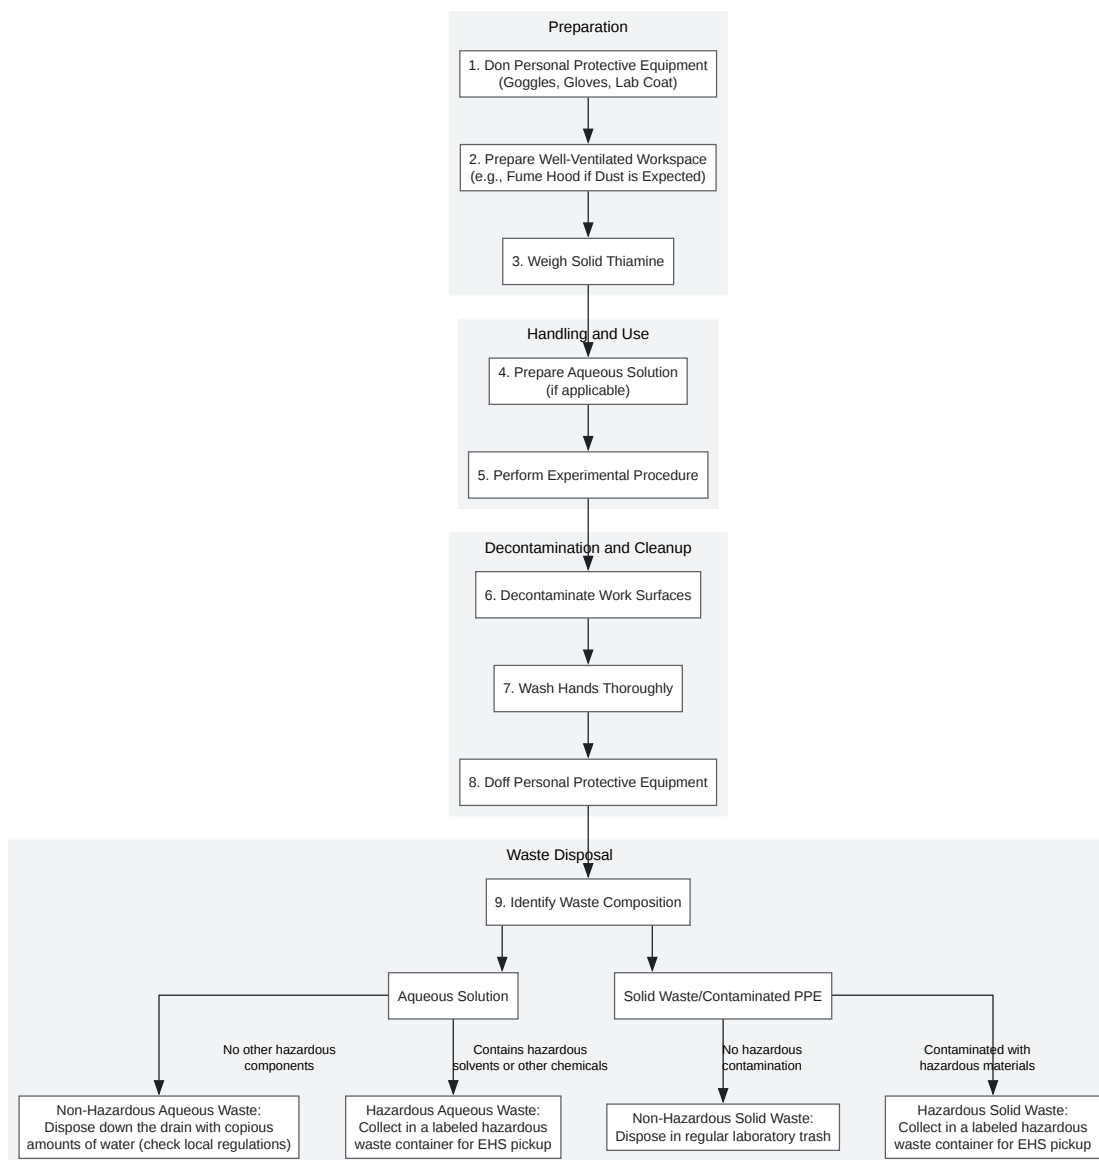 Preparation
1. Don Personal Protective Equipment
(Goggles, Gloves, Lab Coat)
2. Prepare Well-Ventilated Workspace
(e.g., Fume Hood if Dust is Expected)
3. Weigh Solid Thiamine
Handling and Use
4. Prepare Aqueous Solution
(if applicable)
5. Perform Experimental Procedure
Decontamination and Cleanup
6. Decontaminate Work Surfaces
7. Wash Hands Thoroughly
8. Doff Personal Protective Equipment
Waste Disposal
9. Identify Waste Composition
Aqueous Solution
Solid Waste/Contaminated PPE
No other hazardous
components
Contains hazardous
solvents or other chemicals
No hazardous
contamination
Contaminated with
hazardous materials
Non-Hazardous Aqueous Waste:
Dispose down the drain with copious
amounts of water (check local regulations)
Hazardous Aqueous Waste:
Collect in a labeled hazardous
waste container for EHS pickup
Non-Hazardous Solid Waste:
Dispose in regular laboratory trash
Hazardous Solid Waste:
Collect in a labeled hazardous
waste container for EHS pickup